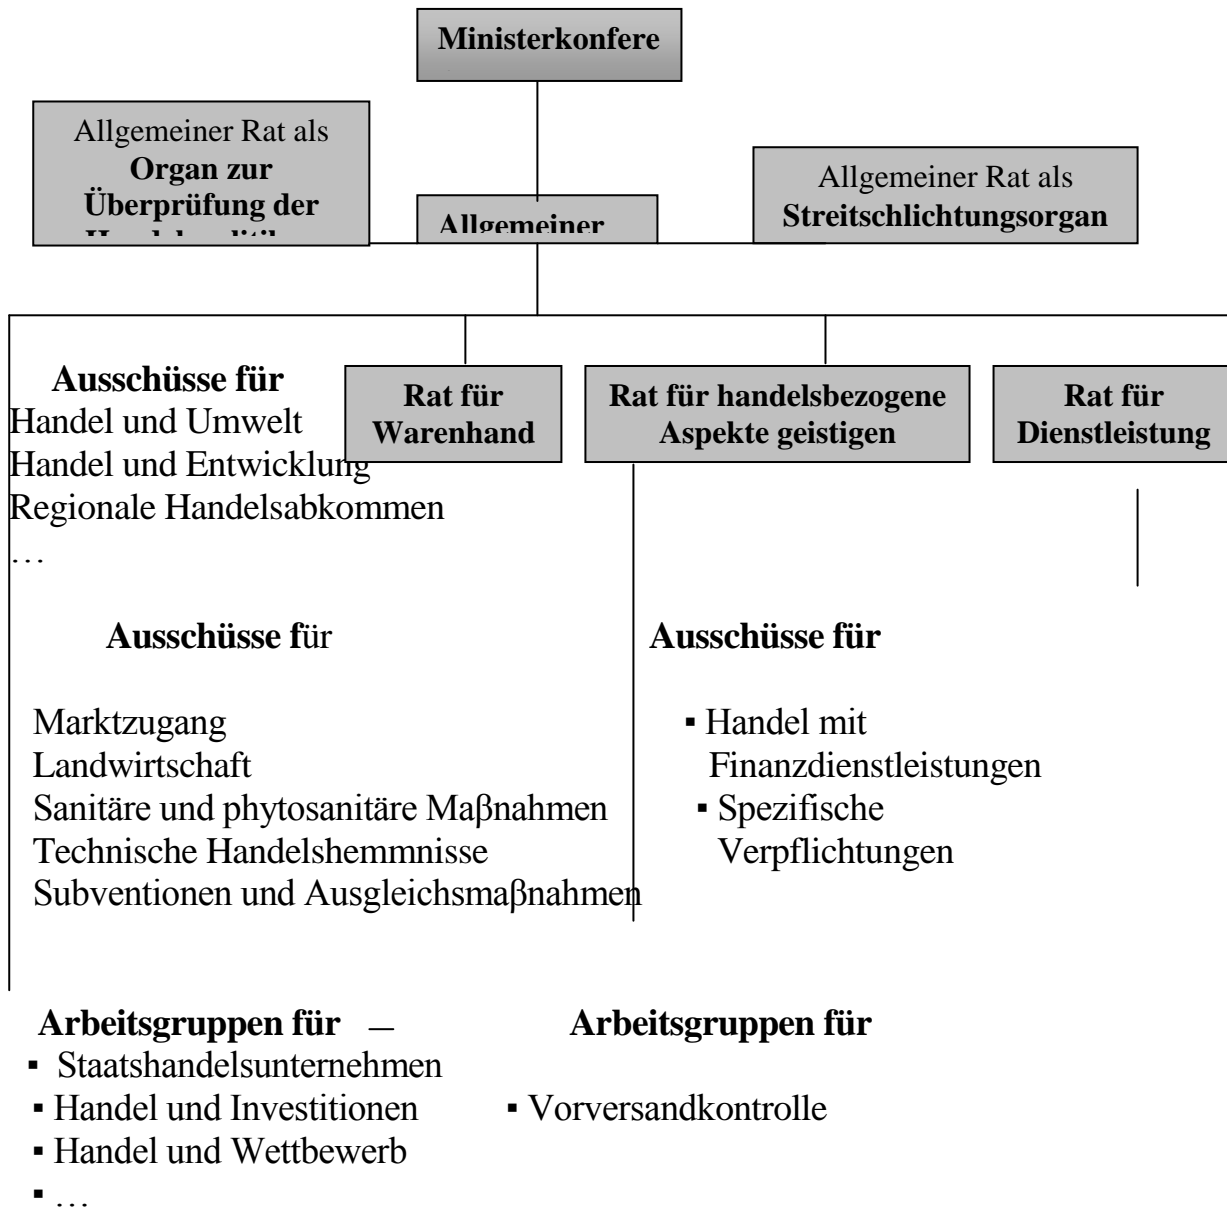 Ministerkonfere
Allgemeiner Rat als
Organ zur
Überprüfung der
Allgemeiner
Allgemeiner Rat als
Streitschlichtungsorgan
Ausschüsse für
Handel und Umwelt
Handel und Entwicklung
Regionale Handelsabkommen
…
Rat für
Warenhand
Rat für handelsbezogene
Aspekte geistigen
Rat für
Dienstleistung
Ausschüsse für
Marktzugang
Landwirtschaft
Sanitäre und phytosanitäre Maβnahmen
Technische Handelshemmnisse
Subventionen und Ausgleichsmaβnahmen
Ausschüsse für
▪ Handel mit
Finanzdienstleistungen
▪ Spezifische
Verpflichtungen
Arbeitsgruppen für
▪ Staatshandelsunternehmen
▪ Handel und Investitionen
▪ Handel und Wettbewerb
▪ …
Arbeitsgruppen für
▪ Vorversandkontrolle